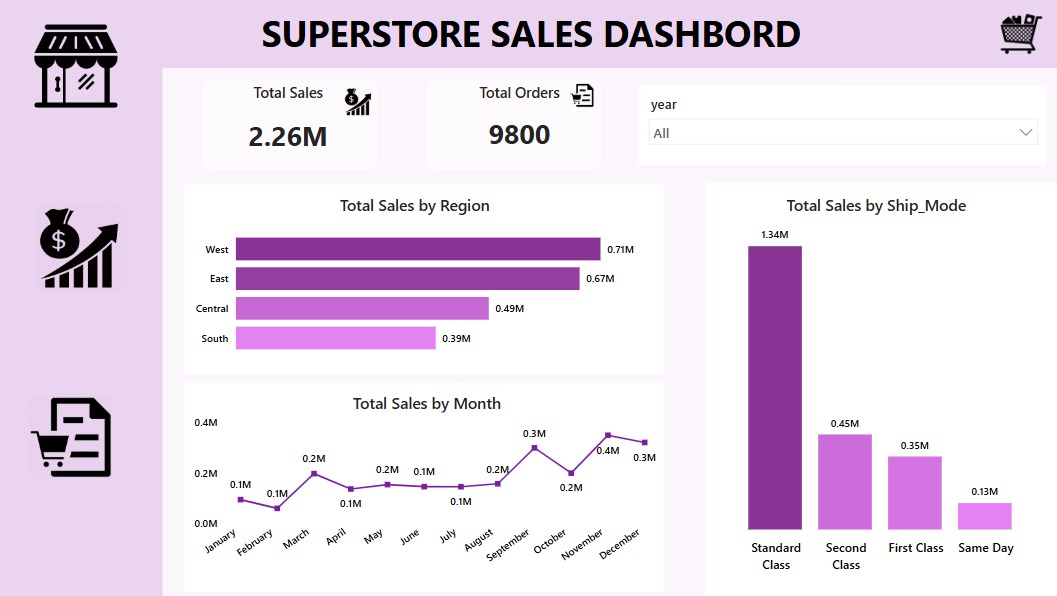 SUPERSTORE SALES DASHBORD
Total Sales
2.26M
Total Orders
9800
year
All
Total Sales by Region
West 0.71M
East 0.67M
Central 0.49M
South 0.39M
Total Sales by Month
0.4M
0.2M
0.0M
0.1M
0.1M
0.2M
0.1M
0.2M
0.1M
0.1M
0.2M
0.3M
0.2M
0.4M
0.3M
January
February
March
April
May
June
July
August
September
October
November
December
Total Sales by Ship_Mode
1.34M
0.45M
0.35M
0.13M
Standard
Class
Second
Class
First Class
Same Day
$
$